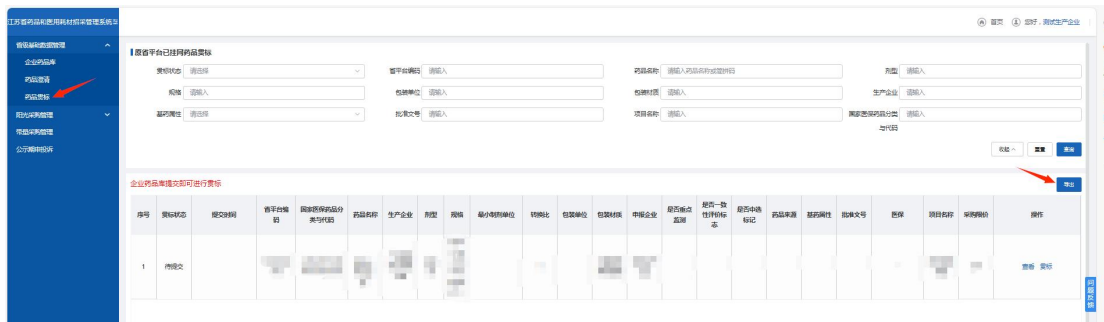 江苏省药品和医用耗材招采管理系统
首页 您好，测试生产企业
省级基础数据管理
企业药品库
药品澄清
药品贯标
阳光采购管理
带量采购管理
公示期申投诉
原省平台已挂网药品贯标
贯标状态 请选择 省平台编码 请输入 药品名称 请输入药品名称或首拼码 剂型 请输入
规格 请输入 包装单位 请输入 包装材质 请输入 生产企业 请输入
基药属性 请选择 批准文号 请输入 项目名称 请输入 国家医保药品分类与代码 请输入
收起 重置 查询
企业药品库提交即可进行贯标
导出
序号 贯标状态 提交时间 省平台编码 国家医保药品分类与代码 药品名称 生产企业 剂型 规格 最小制剂单位 转换比 包装单位 包装材质 申报企业 是否重点监测 是否一致性评价标志 是否中选标记 药品来源 基药属性 批准文号 医保 项目名称 采购限价 操作
1 待提交 查看 贯标
问题反馈